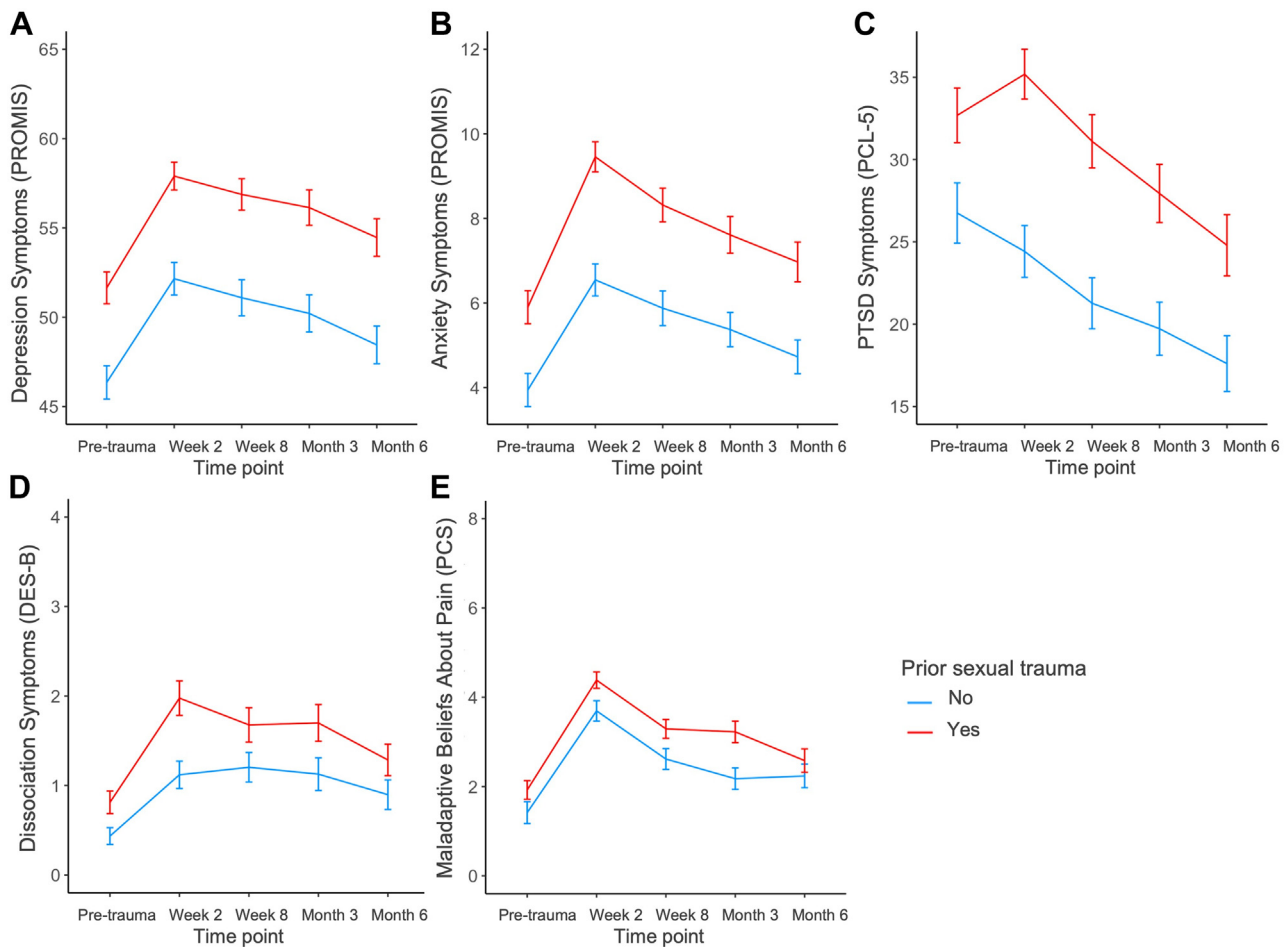 A
Depression Symptoms (PROMIS)
65
60
55
50
45
Pre-trauma Week 2 Week 8 Month 3 Month 6
Time point
B
Anxiety Symptoms (PROMIS)
12
10
8
6
4
Pre-trauma Week 2 Week 8 Month 3 Month 6
Time point
C
PTSD Symptoms (PCL-5)
35
30
25
20
15
Pre-trauma Week 2 Week 8 Month 3 Month 6
Time point
D
Dissociation Symptoms (DES-B)
4
3
2
1
0
Pre-trauma Week 2 Week 8 Month 3 Month 6
Time point
E
Maladaptive Beliefs About Pain (PCS)
8
6
4
2
0
Pre-trauma Week 2 Week 8 Month 3 Month 6
Time point
Prior sexual trauma
No
Yes